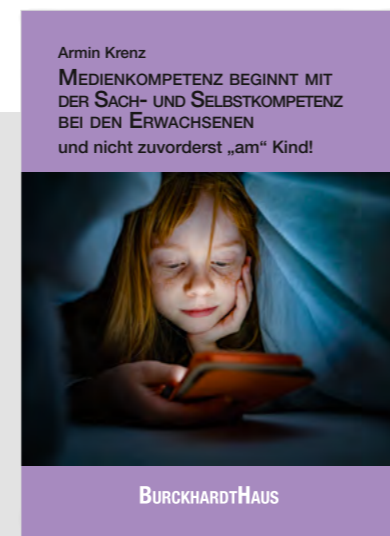 Armin Krenz
Medienkompetenz beginnt mit
der Sach- und Selbstkompetenz
bei den Erwachsenen
und nicht zuvorderst „am“ Kind!
BurckhardtHaus